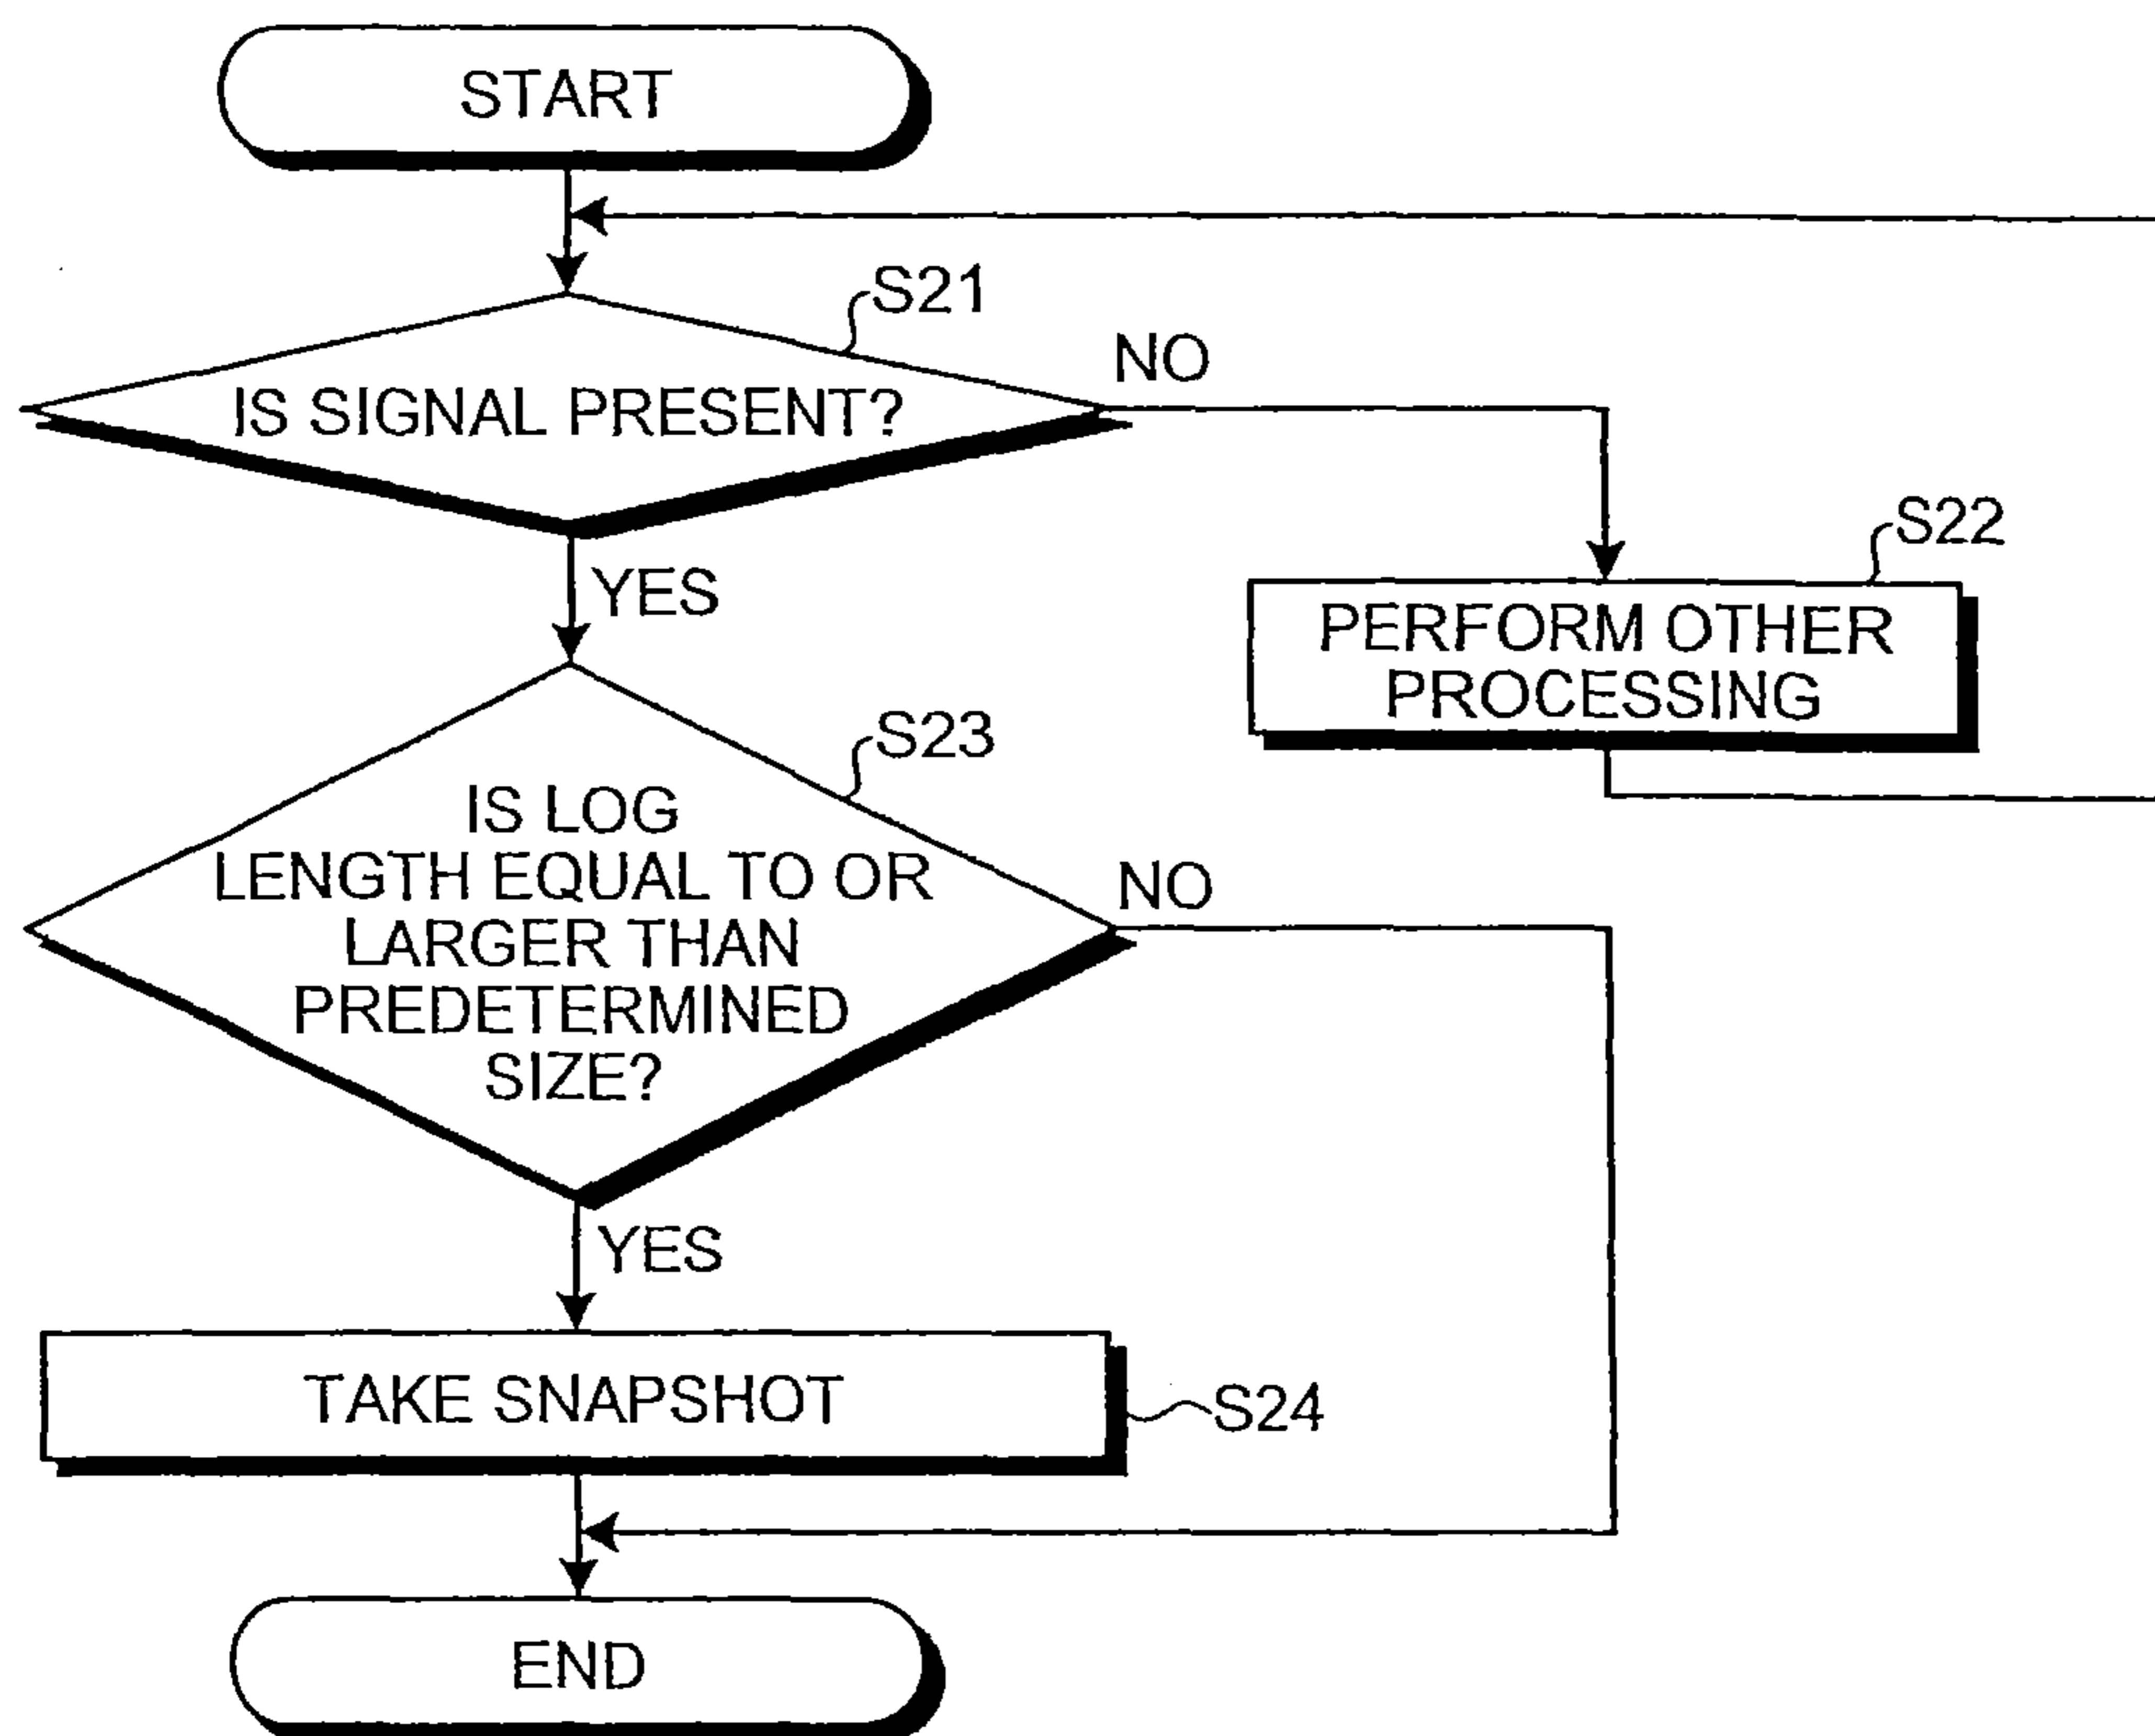 START
S21
NO
IS SIGNAL PRESENT?
S22
YES
PERFORM OTHER
PROCESSING
S23
IS LOG
LENGTH EQUAL TO OR
LARGER THAN
PREDETERMINED
SIZE?
NO
YES
TAKE SNAPSHOT
S24
END